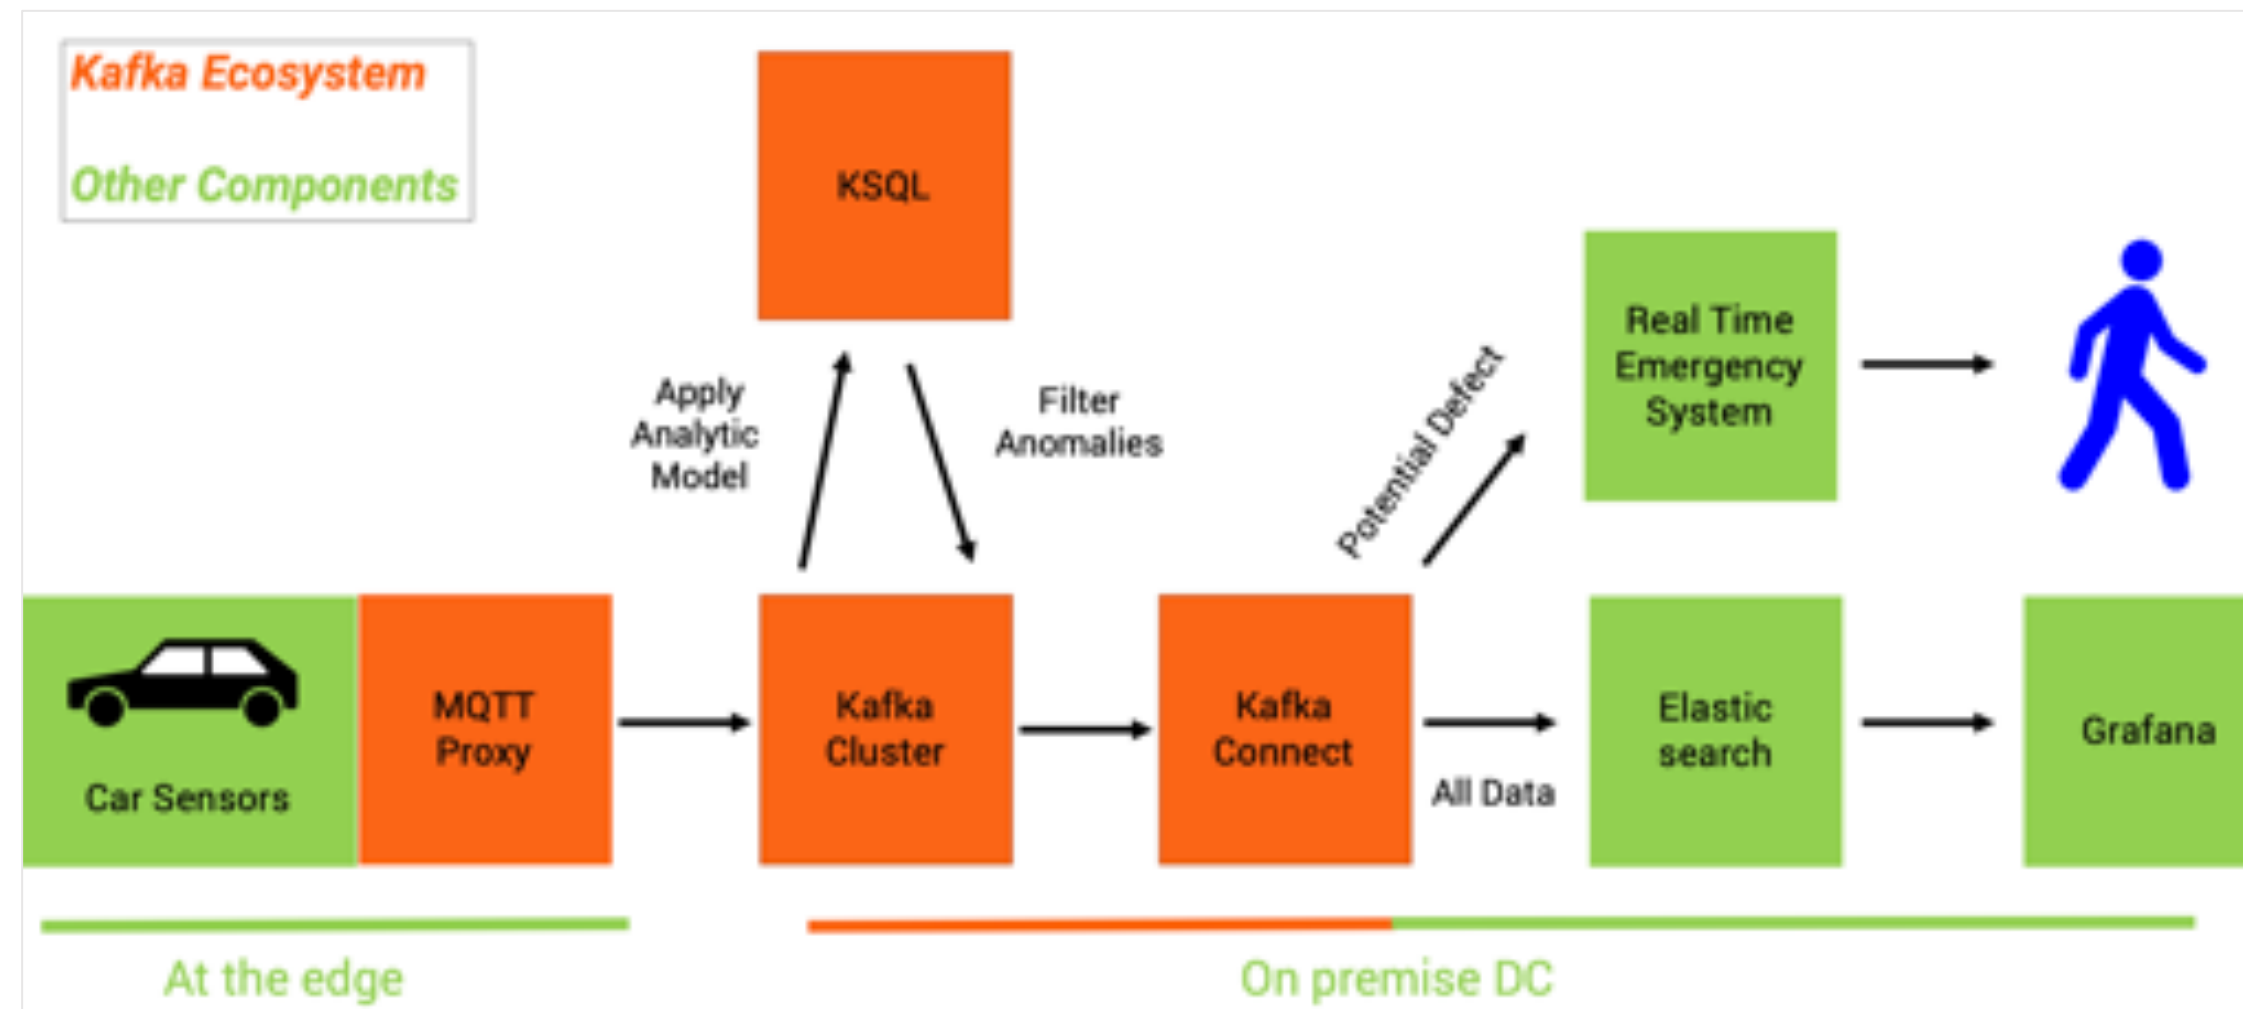 Kafka Ecosystem
Other Components
KSQL
Apply
Analytic
Model
Filter
Anomalies
Potential Defect
Real Time
Emergency
System
Car Sensors
MQTT
Proxy
Kafka
Cluster
Kafka
Connect
All Data
Elastic
search
Grafana
At the edge
On premise DC